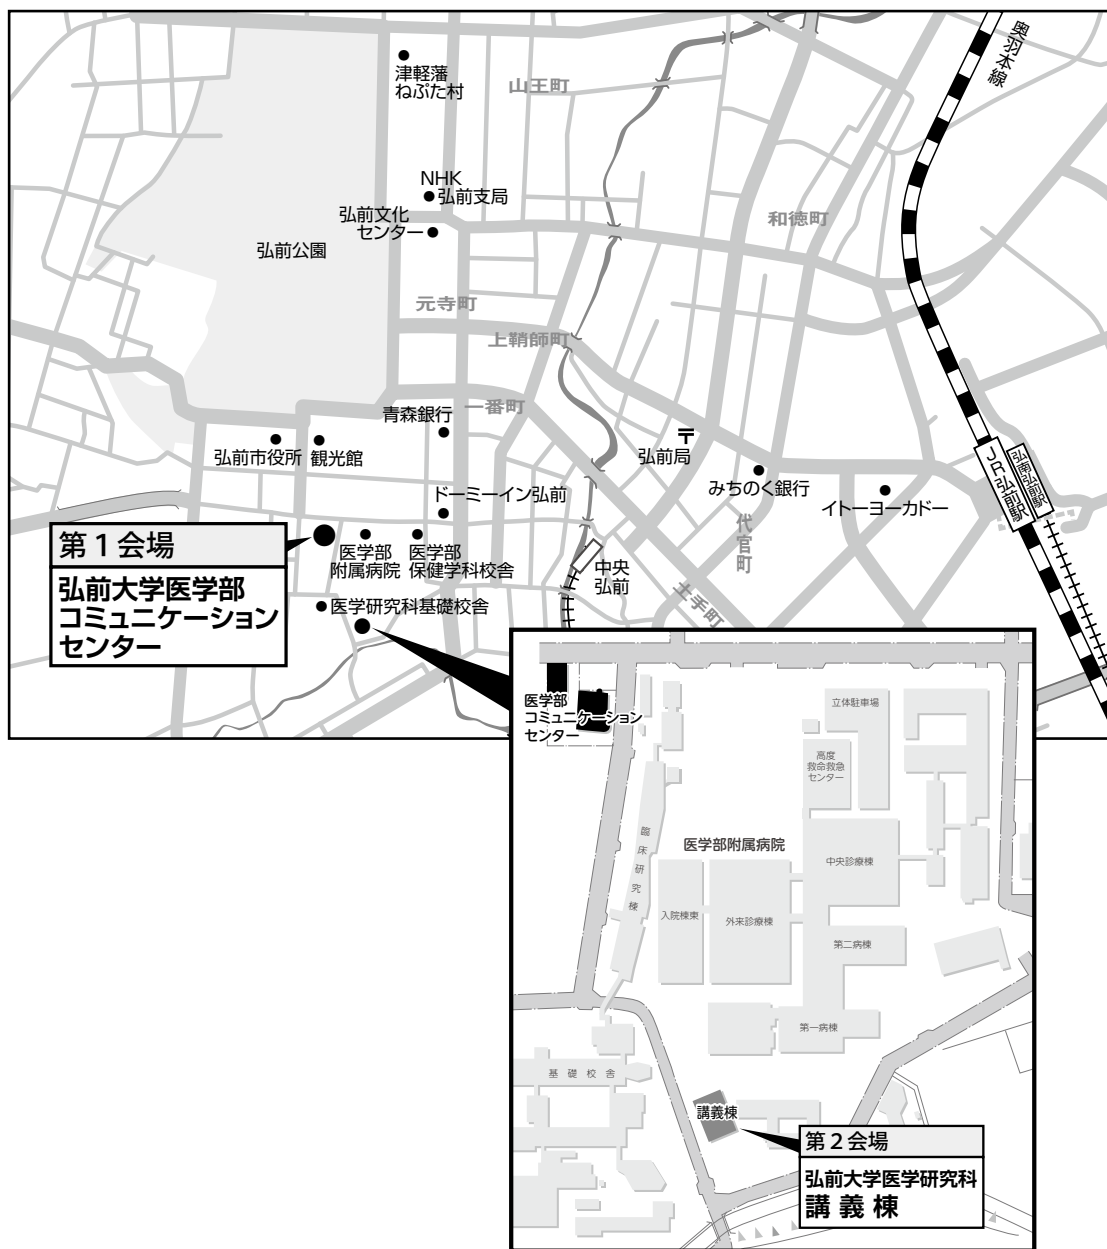 奥羽本線
津軽藩
ねぷた村
山王町
NHK
弘前支局
弘前文化
センター
和徳町
弘前公園
元寺町
上鞘師町
一番町
青森銀行
〒
弘前局
弘前市役所
観光館
みちのく銀行
イトーヨーカドー
JR弘前駅
弘南弘前駅
ドーミーイン弘前
代官町
第1会場
弘前大学医学部
コミュニケーション
センター
医学部
附属病院
医学部
保健学科校舎
中央
弘前
土手町
医学研究科基礎校舎
医学部
コミュニケーション
センター
立体駐車場
高度
救命救急
センター
臨床研究棟
医学部附属病院
中央診療棟
入院棟東
外来診療棟
第二病棟
第一病棟
基礎校舎
講義棟
第2会場
弘前大学医学研究科
講義棟